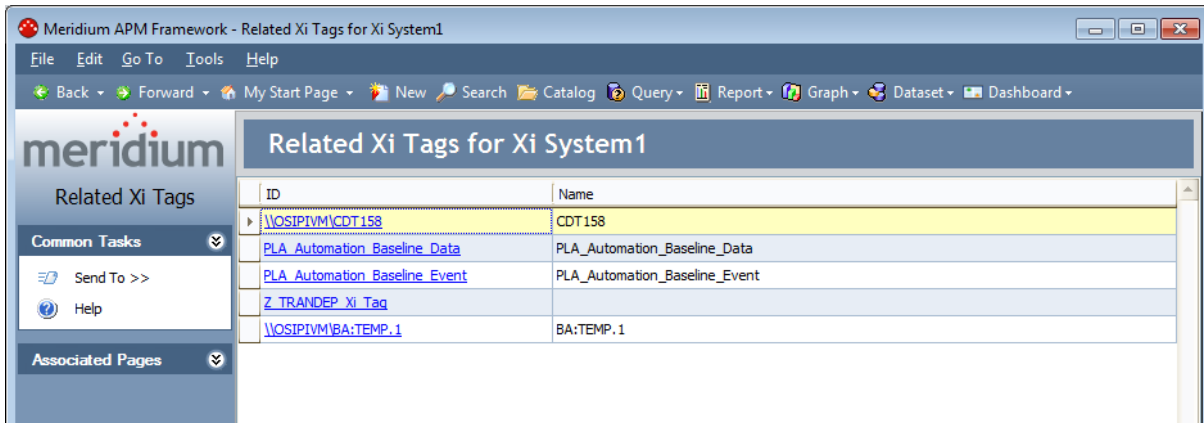 Meridium APM Framework - Related Xi Tags for Xi System1
File Edit Go To Tools Help
Back Forward My Start Page New Search Catalog Query Report Graph Dataset Dashboard
meridium
Related Xi Tags for Xi System1
Related Xi Tags
ID Name
\\OSIPIVM\CDT158 CDT158
Common Tasks
PLA_Automation_Baseline_Data PLA_Automation_Baseline_Data
Send To >>
PLA_Automation_Baseline_Event PLA_Automation_Baseline_Event
Help
Z_TRANDEP_Xi_Tag
\\OSIPIVM\BA:TEMP.1 BA:TEMP.1
Associated Pages